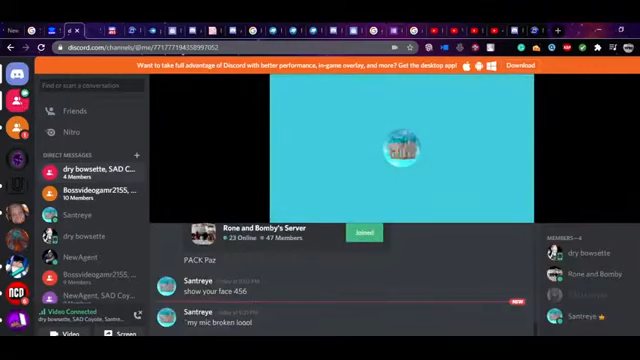 New
discord.com/channels/@me/771777194358997052
Want to take full advantage of Discord with better performance, in-game overlay, and more? Get the desktop app!
Download
Find or start a conversation
Friends
Nitro
DIRECT MESSAGES
dry bowsette, SAD C...
4 Members
Bossvideogamr2155, ...
10 Members
Santreye
dry bowsette
NewAgent
Bossvideogamr2155, ...
NewAgent, SAD Coy...
Video Connected
dry bowsette, SAD Coyote, Santre...
Video
Screen
Rone and Bomby's Server
23 Online
47 Members
Joined
PACK Paz
Santreye
show your face 456
NEW
Santreye
MEMBERS—4
dry bowsette
Rone and Bomby
Santreye